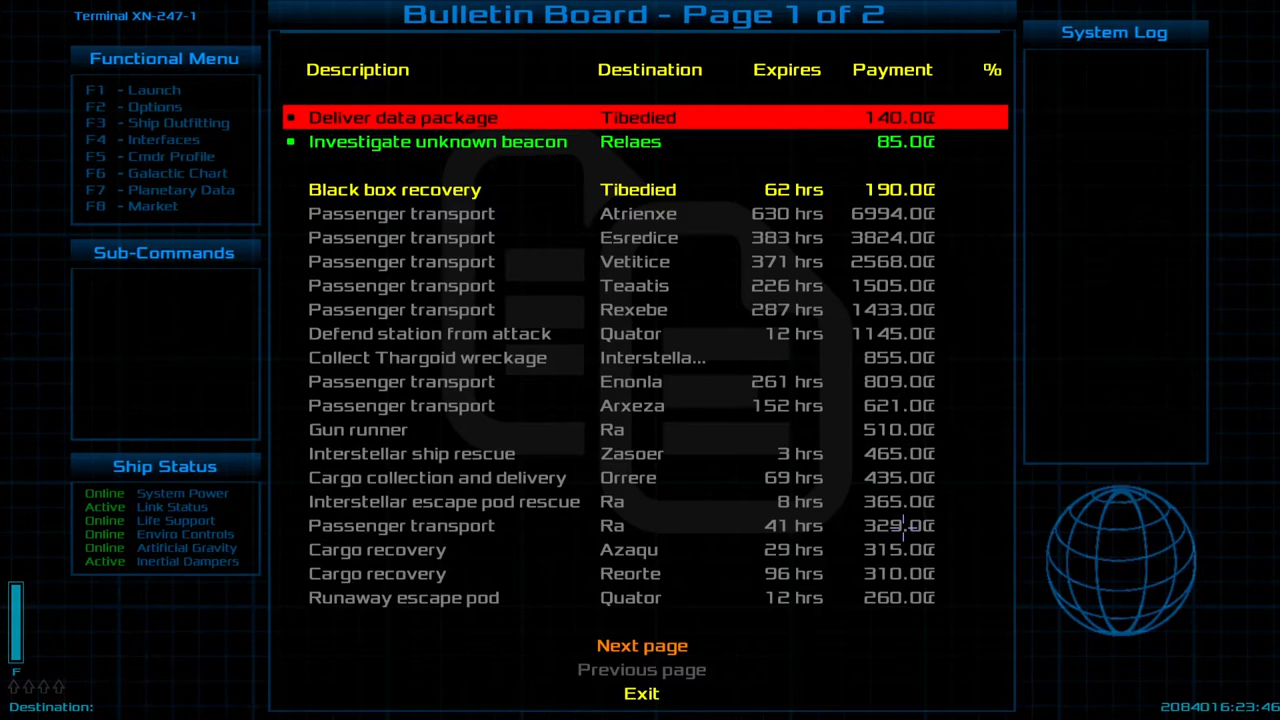 Terminal XN-247-1
Bulletin Board - Page 1 of 2
System Log
Functional Menu
F1 - Launch
F2 - Options
F3 - Ship Outfitting
F4 - Interfaces
F5 - Cmdr Profile
F6 - Galactic Chart
F7 - Planetary Data
F8 - Market
Sub-Commands
Ship Status
Online System Power
Active Link Status
Online Life Support
Online Enviro Controls
Online Artificial Gravity
Active Inertial Dampers
F
Destination:
Description Destination Expires Payment %
Deliver data package Tibedied 140.0₢
Investigate unknown beacon Relaes 85.0₢
Black box recovery Tibedied 62 hrs 190.0₢
Passenger transport Atrienxe 630 hrs 6994.0₢
Passenger transport Esredice 383 hrs 3824.0₢
Passenger transport Vetitice 371 hrs 2568.0₢
Passenger transport Teaatis 226 hrs 1505.0₢
Passenger transport Rexebe 287 hrs 1433.0₢
Defend station from attack Quator 12 hrs 1145.0₢
Collect Thargoid wreckage Interstella... 855.0₢
Passenger transport Enonla 261 hrs 809.0₢
Passenger transport Arxeza 152 hrs 621.0₢
Gun runner Ra 510.0₢
Interstellar ship rescue Zasoer 3 hrs 465.0₢
Cargo collection and delivery Orrere 69 hrs 435.0₢
Interstellar escape pod rescue Ra 8 hrs 365.0₢
Passenger transport Ra 41 hrs 329.0₢
Cargo recovery Azaqu 29 hrs 315.0₢
Cargo recovery Reorte 96 hrs 310.0₢
Runaway escape pod Quator 12 hrs 260.0₢
Next page
Previous page
Exit
2084016:23:46